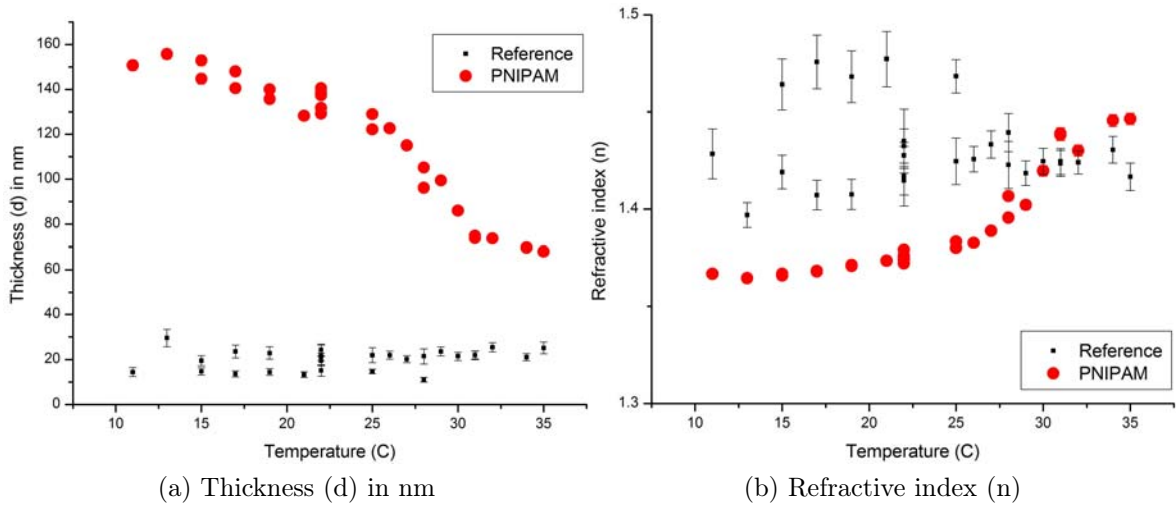 160
140
120
100
80
60
40
20
0
Thickness (d) in nm
Reference
PNIPAM
10 15 20 25 30 35
Temperature (C)
(a) Thickness (d) in nm
1.5
1.4
1.3
Refractive index (n)
Reference
PNIPAM
10 15 20 25 30 35
Temperature (C)
(b) Refractive index (n)